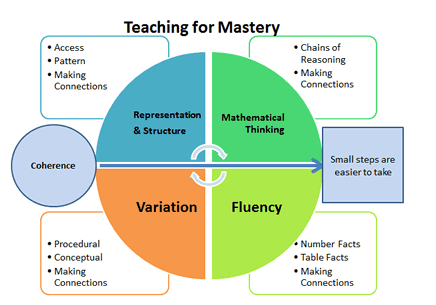 Teaching for Mastery
• Access
• Pattern
• Making
Connections
• Chains of
Reasoning
• Making
Connections
Representation
& Structure
Mathematical
Thinking
Coherence
Small steps are
easier to take
Variation
Fluency
• Procedural
• Conceptual
• Making
Connections
• Number Facts
• Table Facts
• Making
Connections